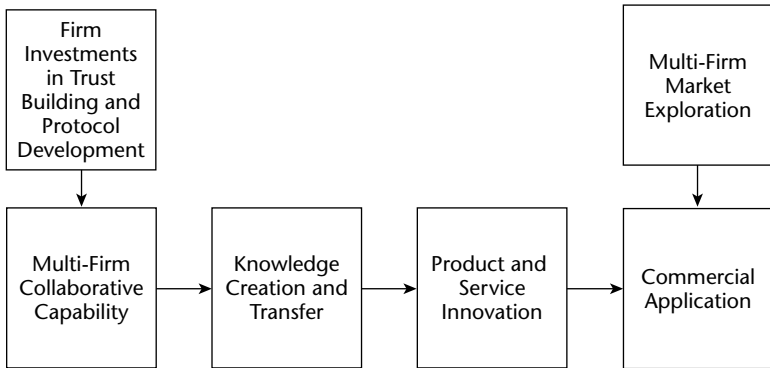 Firm
Investments
in Trust
Building and
Protocol
Development
Multi-Firm
Market
Exploration
Multi-Firm
Collaborative
Capability
Knowledge
Creation and
Transfer
Product and
Service
Innovation
Commercial
Application